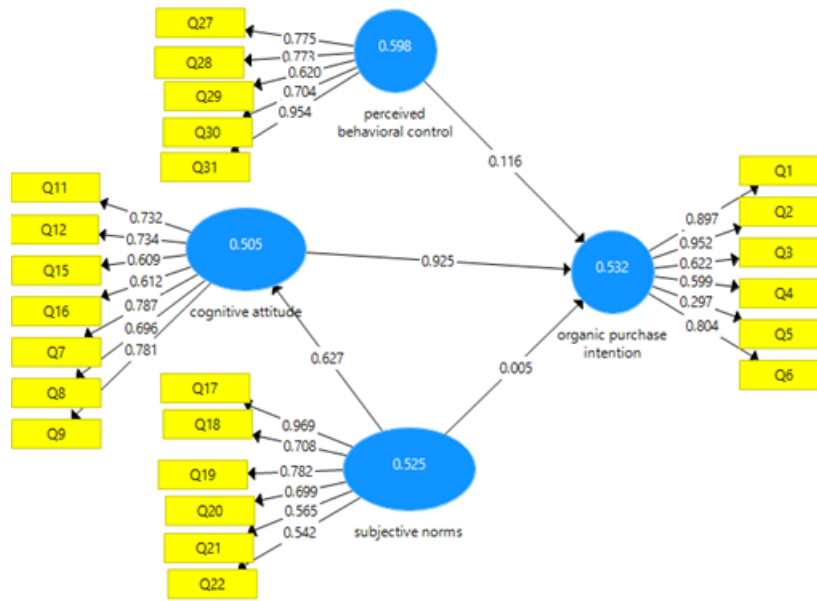 Q27
Q28
Q29
Q30
Q31
0.775
0.773
0.620
0.704
0.954
0.598
perceived
behavioral control
0.116
Q11
Q12
Q15
Q16
Q7
Q8
Q9
0.732
0.734
0.609
0.612
0.787
0.696
0.781
0.505
cognitive attitude
0.925
0.627
Q17
Q18
Q19
Q20
Q21
Q22
0.969
0.708
0.782
0.699
0.565
0.542
0.525
subjective norms
0.005
0.532
organic purchase
intention
0.897
0.952
0.622
0.599
0.297
0.804
Q1
Q2
Q3
Q4
Q5
Q6